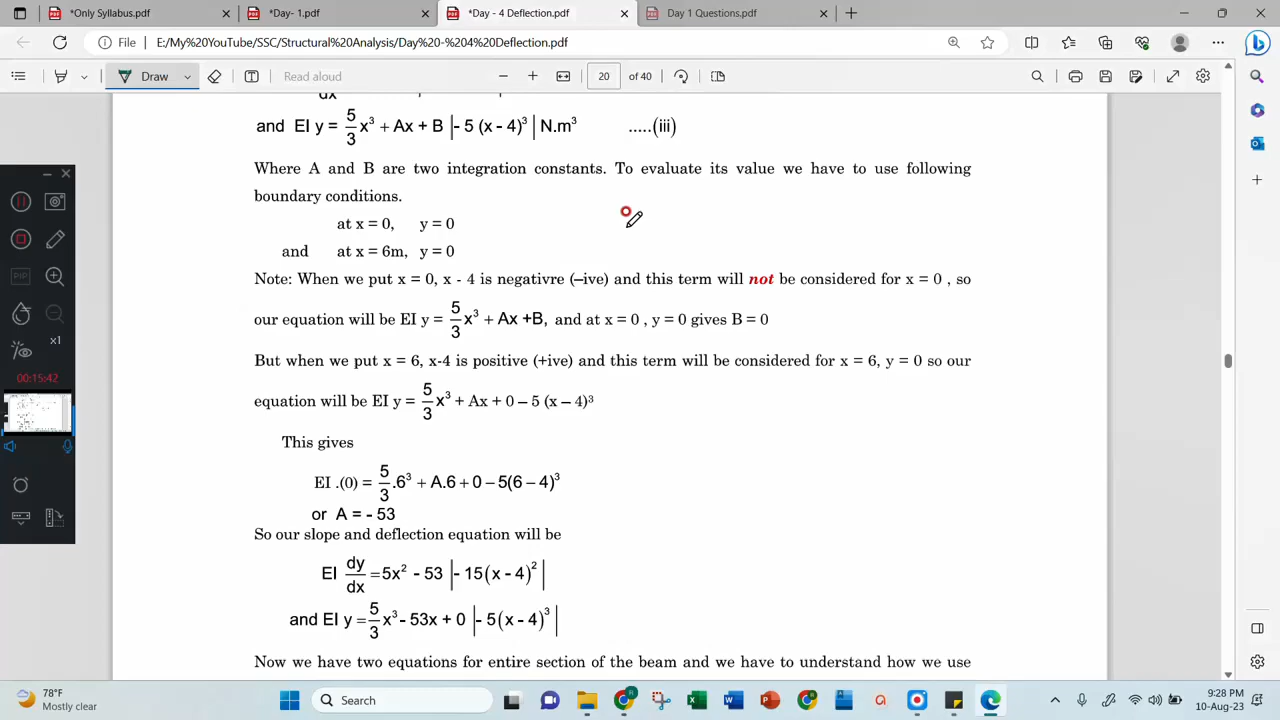 *Only Syllabus.pdf
*Day- 1.pdf
*Day - 4 Deflection.pdf
Day 1 Questions.pdf
File E:/My%20YouTube/SSC/Structural%20Analysis/Day%20-%204%20Deflection.pdf
Draw
Read aloud
20 of 40
dx
and EI y = 5/3 x³ + Ax + B |- 5 (x - 4)³ | N.m³ .....(iii)
Where A and B are two integration constants. To evaluate its value we have to use following
boundary conditions.
at x = 0, y = 0
and at x = 6m, y = 0
Note: When we put x = 0, x - 4 is negativre (–ive) and this term will not be considered for x = 0 , so
our equation will be EI y = 5/3 x³ + Ax +B, and at x = 0 , y = 0 gives B = 0
But when we put x = 6, x-4 is positive (+ive) and this term will be considered for x = 6, y = 0 so our
equation will be EI y = 5/3 x³ + Ax + 0 – 5 (x – 4)³
This gives
EI .(0) = 5/3 .6³ + A.6 + 0 – 5(6 – 4)³
or A = - 53
So our slope and deflection equation will be
EI dy/dx = 5x² - 53 |- 15(x - 4)²|
and EI y = 5/3 x³ - 53x + 0 |- 5(x - 4)³|
Now we have two equations for entire section of the beam and we have to understand how we use
PIP
x1
00:15:42
78°F
Mostly clear
Search
9:28 PM
10-Aug-23